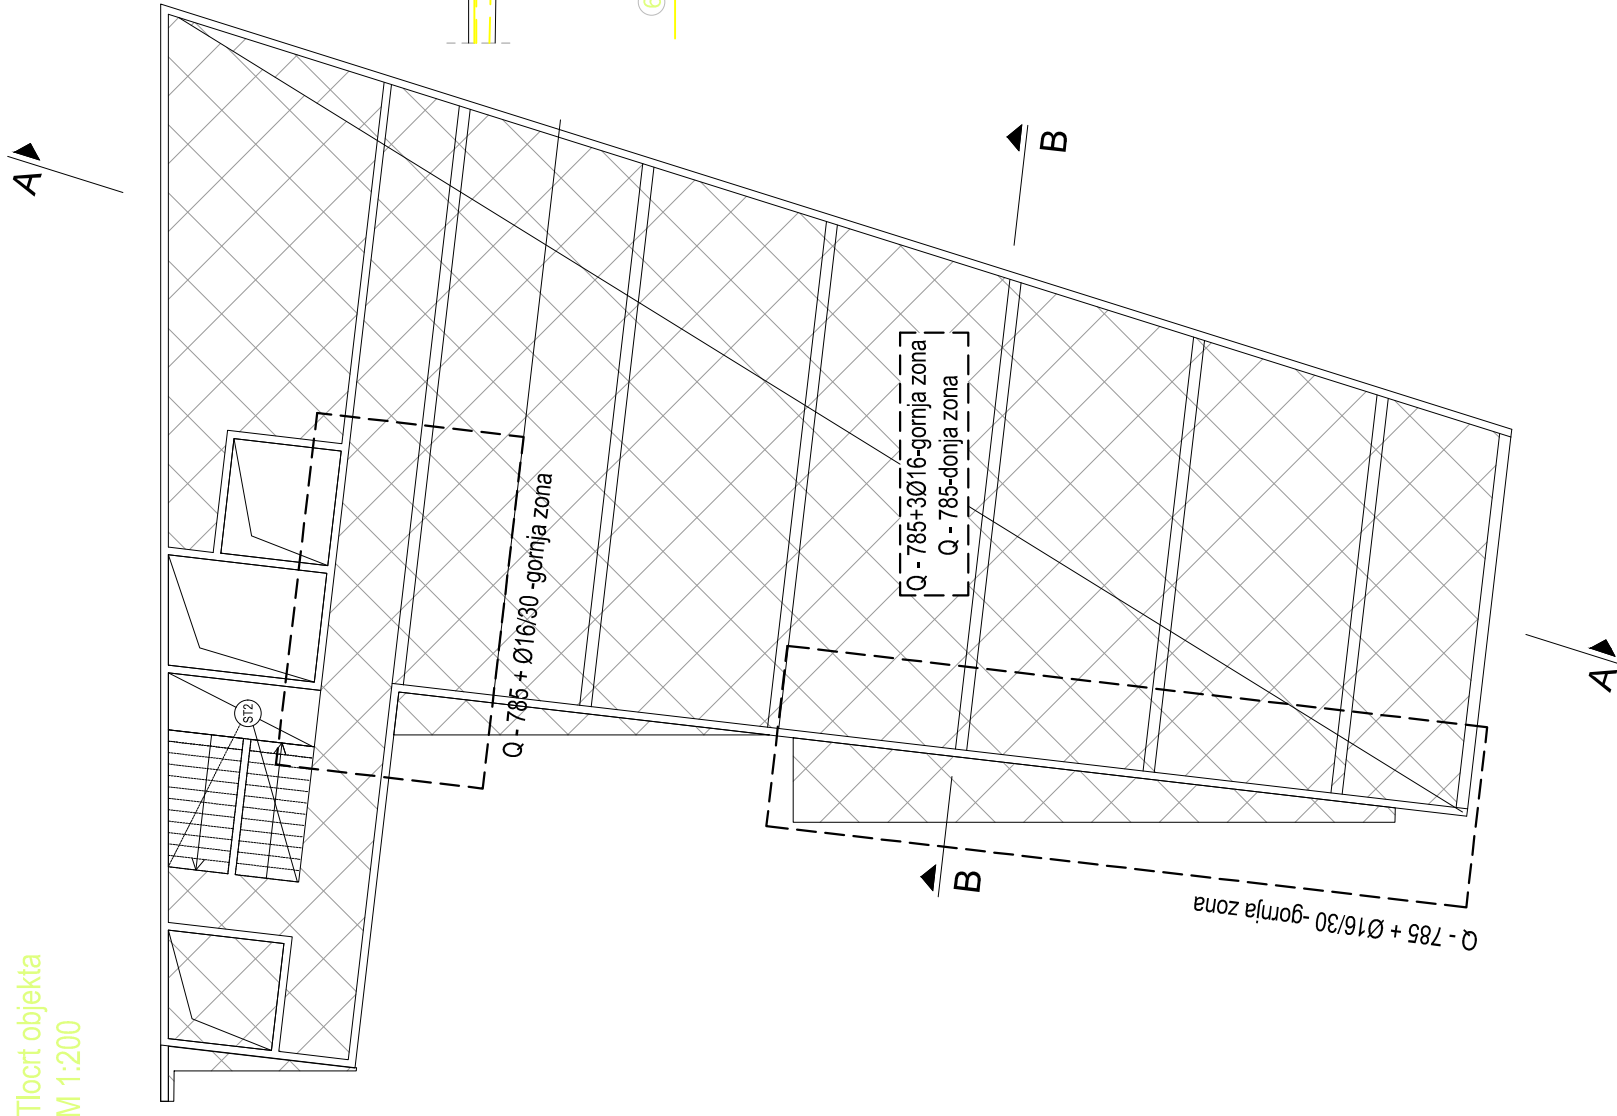 6
A
B
Q - 785+3Ø16-gornja zona
Q - 785-donja zona
Q - 785 + Ø16/30 -gornja zona
ST2
A
B
Q - 785 + Ø16/30 -gornja zona
Tlocrt objekta
M 1:200